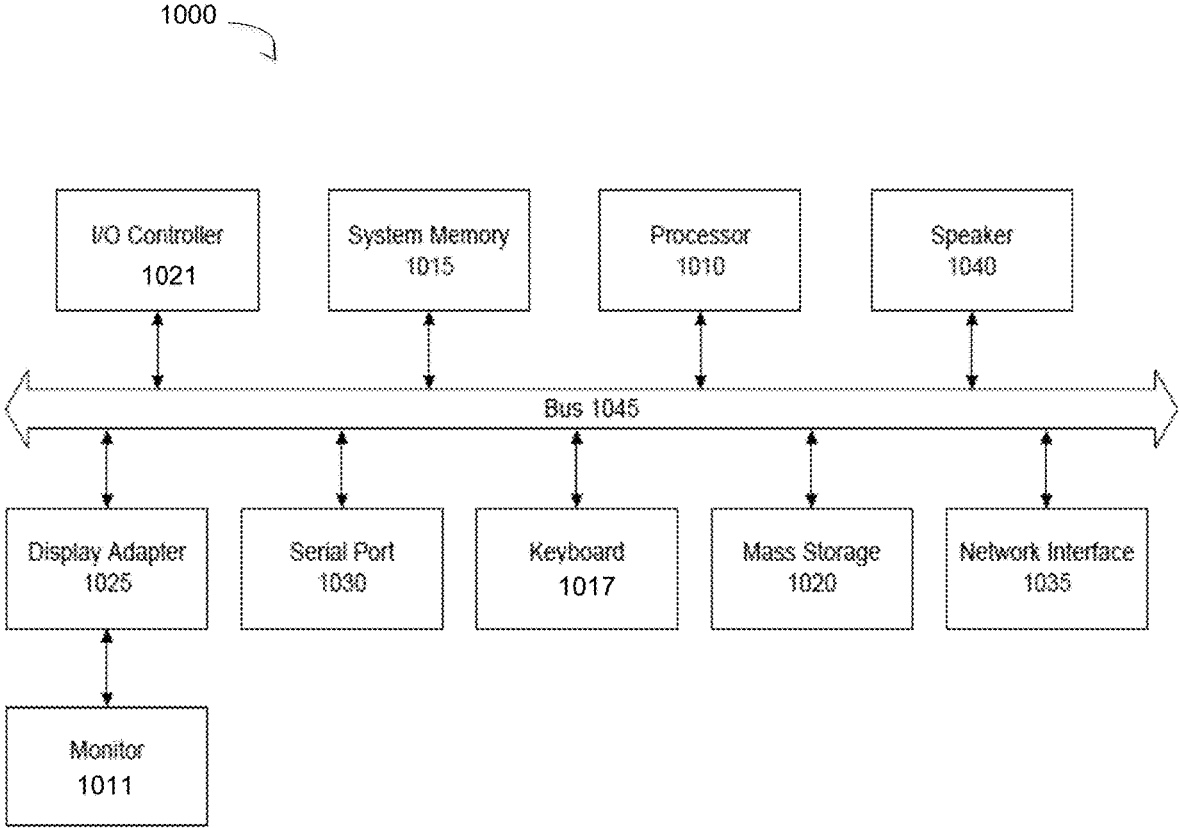 1000
I/O Controller
1021
System Memory
1015
Processor
1010
Speaker
1040
Bus 1045
Display Adapter
1025
Serial Port
1030
Keyboard
1017
Mass Storage
1020
Network Interface
1035
Monitor
1011